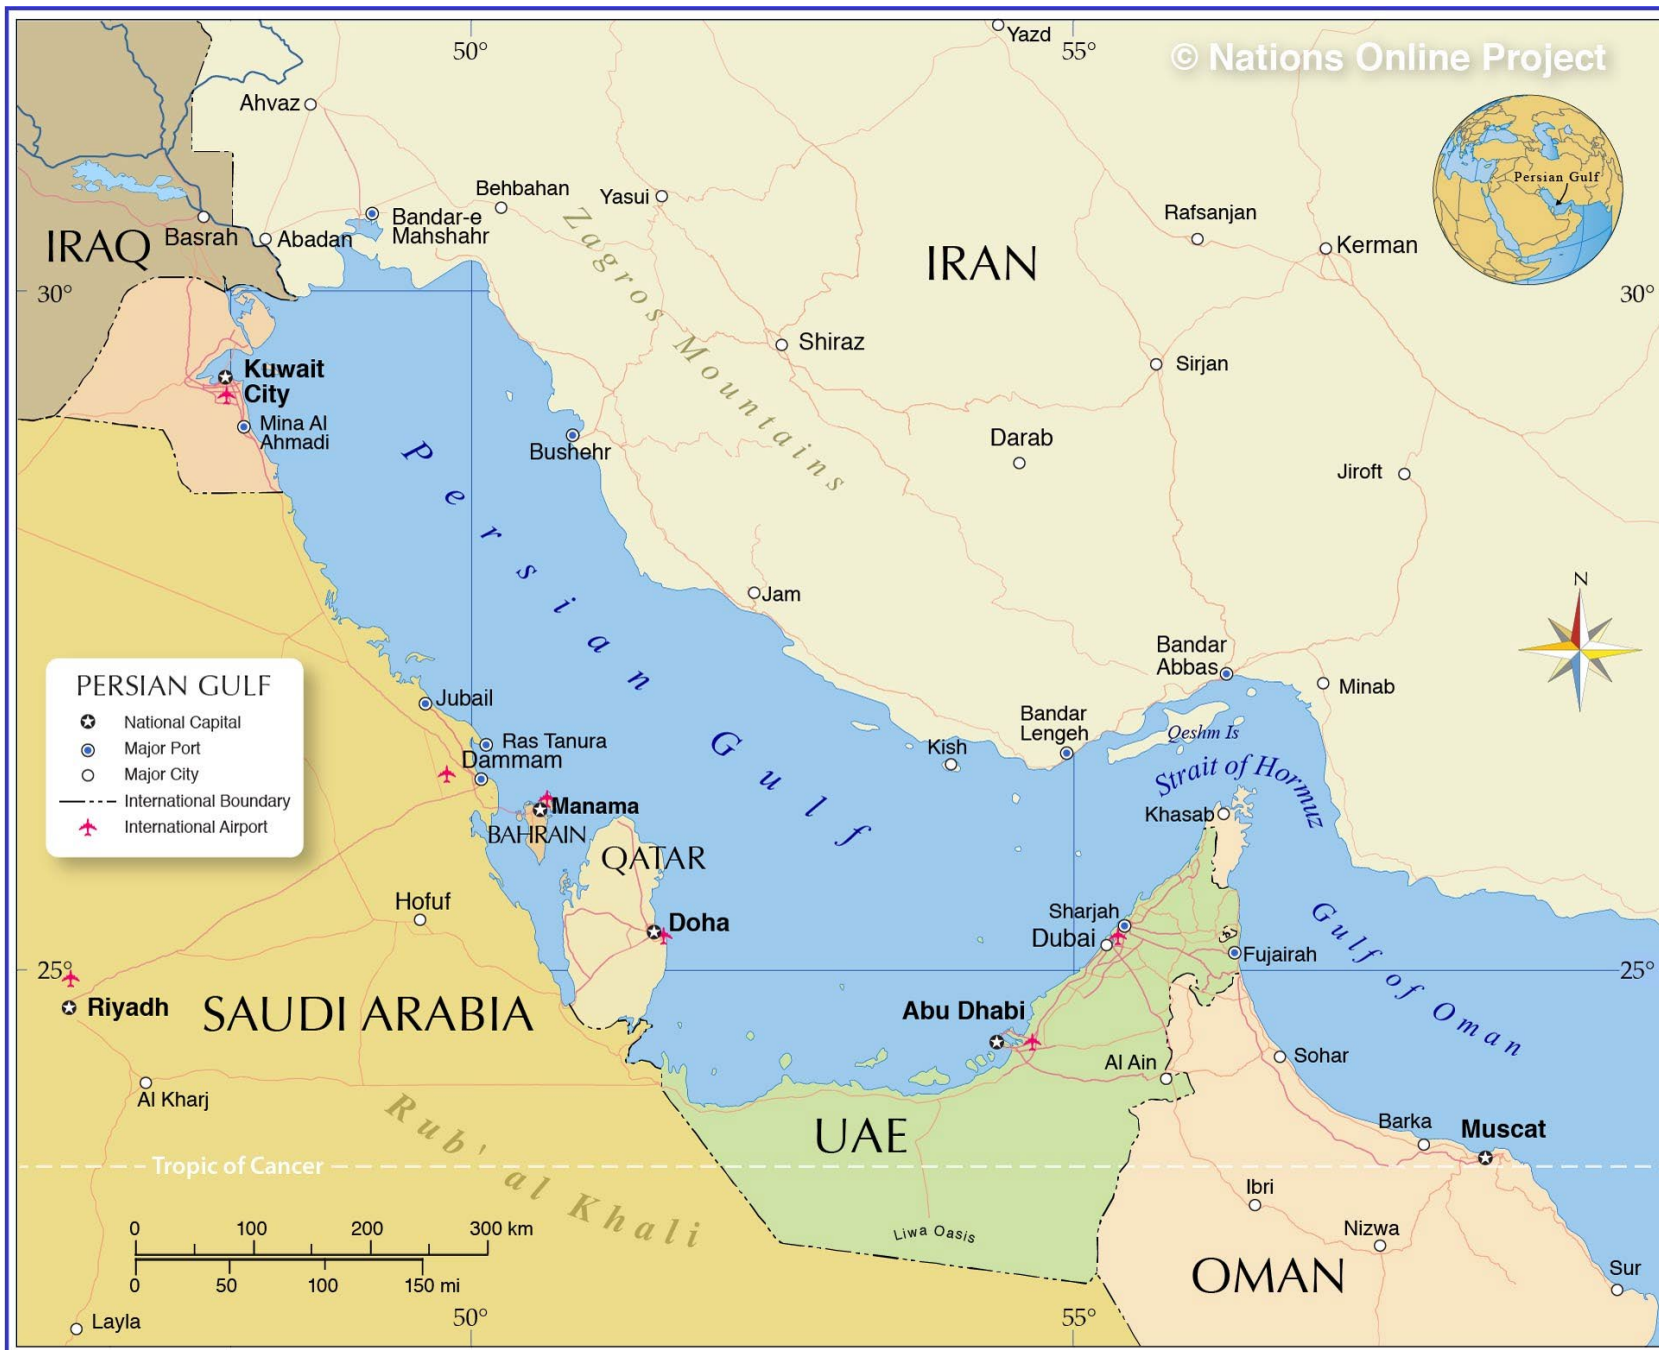 50°
Yazd
55°
© Nations Online Project
Ahvaz
Persian Gulf
Behbahan
Yasui
Bandar-e
Mahshahr
Rafsanjan
Basrah
Abadan
Kerman
IRAQ
IRAN
Zagros Mountains
30°
30°
Shiraz
Sirjan
Kuwait
City
Mina Al
Ahmadi
Bushehr
Darab
Jiroft
Persian Gulf
N
Jam
Bandar
Abbas
Minab
PERSIAN GULF
National Capital
Major Port
Major City
International Boundary
International Airport
Jubail
Ras Tanura
Dammam
Bandar
Lengeh
Kish
Qeshm Is
Strait of Hormuz
Khasab
Manama
BAHRAIN
QATAR
Hofuf
Doha
Sharjah
Dubai
Fujairah
Gulf of Oman
25°
25°
Riyadh
SAUDI ARABIA
Abu Dhabi
Al Ain
Sohar
Al Kharj
Rub' al Khali
UAE
Barka
Muscat
Tropic of Cancer
Ibri
Liwa Oasis
Nizwa
0 100 200 300 km
0 50 100 150 mi
OMAN
Sur
Layla
50°
55°